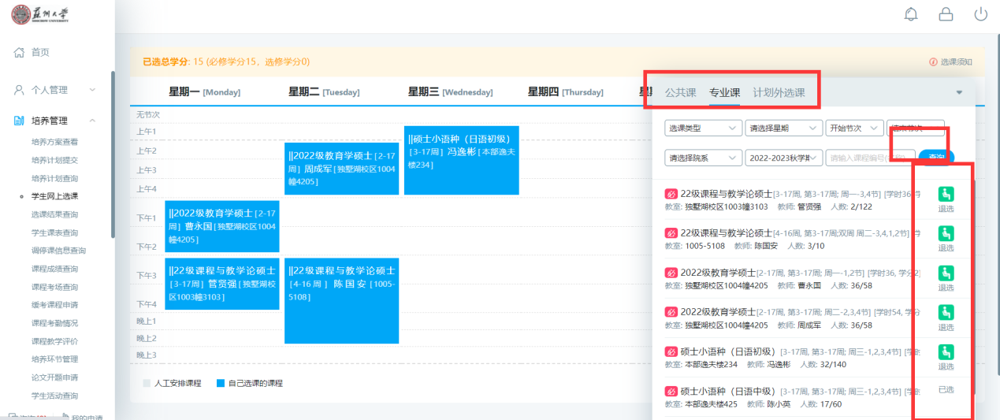 苏州大学
SOOCHOW UNIVERSITY
首页
个人管理
培养管理
培养方案查看
培养计划提交
培养计划查询
学生网上选课
选课结果查询
学生课表查询
调停课信息查询
课程成绩查询
课程考场查询
缓考课程申请
课程考勤情况
课程教学评价
培养环节管理
论文开题申请
学生活动查询
我的申请
已选总学分: 15 (必修学分15，选修学分0)
选课须知
星期一 [Monday]
星期二 [Tuesday]
星期三 [Wednesday]
星期四 [Thursday]
无节次
上午1
上午2
上午3
上午4
下午1
下午2
下午3
下午4
晚上1
晚上2
晚上3
||硕士小语种（日语初级）
[3-17周] 冯逸彬 [本部逸夫
楼234]
||2022级教育学硕士 [2-17
周] 周成军 [独墅湖校区1004
幢4205]
||2022级教育学硕士 [2-17
周] 曹永国 [独墅湖校区1004
幢4205]
||22级课程与教学论硕士
[3-17周] 管贤强 [独墅湖校
区1003幢3103]
||22级课程与教学论硕士
[4-16周] 陈国安 [1005-
5108]
人工安排课程
自己选课的课程
公共课 专业课 计划外选课
选课类型
请选择星期
开始节次
结束节次
请选择院系
2022-2023秋学期
请输入课程编号(名称)
查询
必 22级课程与教学论硕士[3-17周, 第3-17周; 周一-3,4节] [学时36,
教室: 独墅湖校区1003幢3103 教师: 管贤强 人数: 2/122
退选
必 22级课程与教学论硕士[4-16周, 第3-17周;双周 周二-3,4,1,2节]
教室: 1005-5108 教师: 陈国安 人数: 3/10
退选
必 2022级教育学硕士[2-17周, 第3-17周; 周一-1,2节] [学时36, 学分2]
教室: 独墅湖校区1004幢4205 教师: 曹永国 人数: 36/58
退选
必 2022级教育学硕士[2-17周, 第3-17周; 周二-2,3,4节] [学时54, 学分
教室: 独墅湖校区1004幢4205 教师: 周成军 人数: 36/58
退选
必 硕士小语种（日语初级）[3-17周, 第3-17周; 周三-1,2,3,4节]
教室: 本部逸夫楼234 教师: 冯逸彬 人数: 32/140
退选
必 硕士小语种（日语中级）[3-17周, 第3-17周; 周三-1,2,3,4节]
教室: 本部逸夫楼425 教师: 陈小英 人数: 17/60
已选